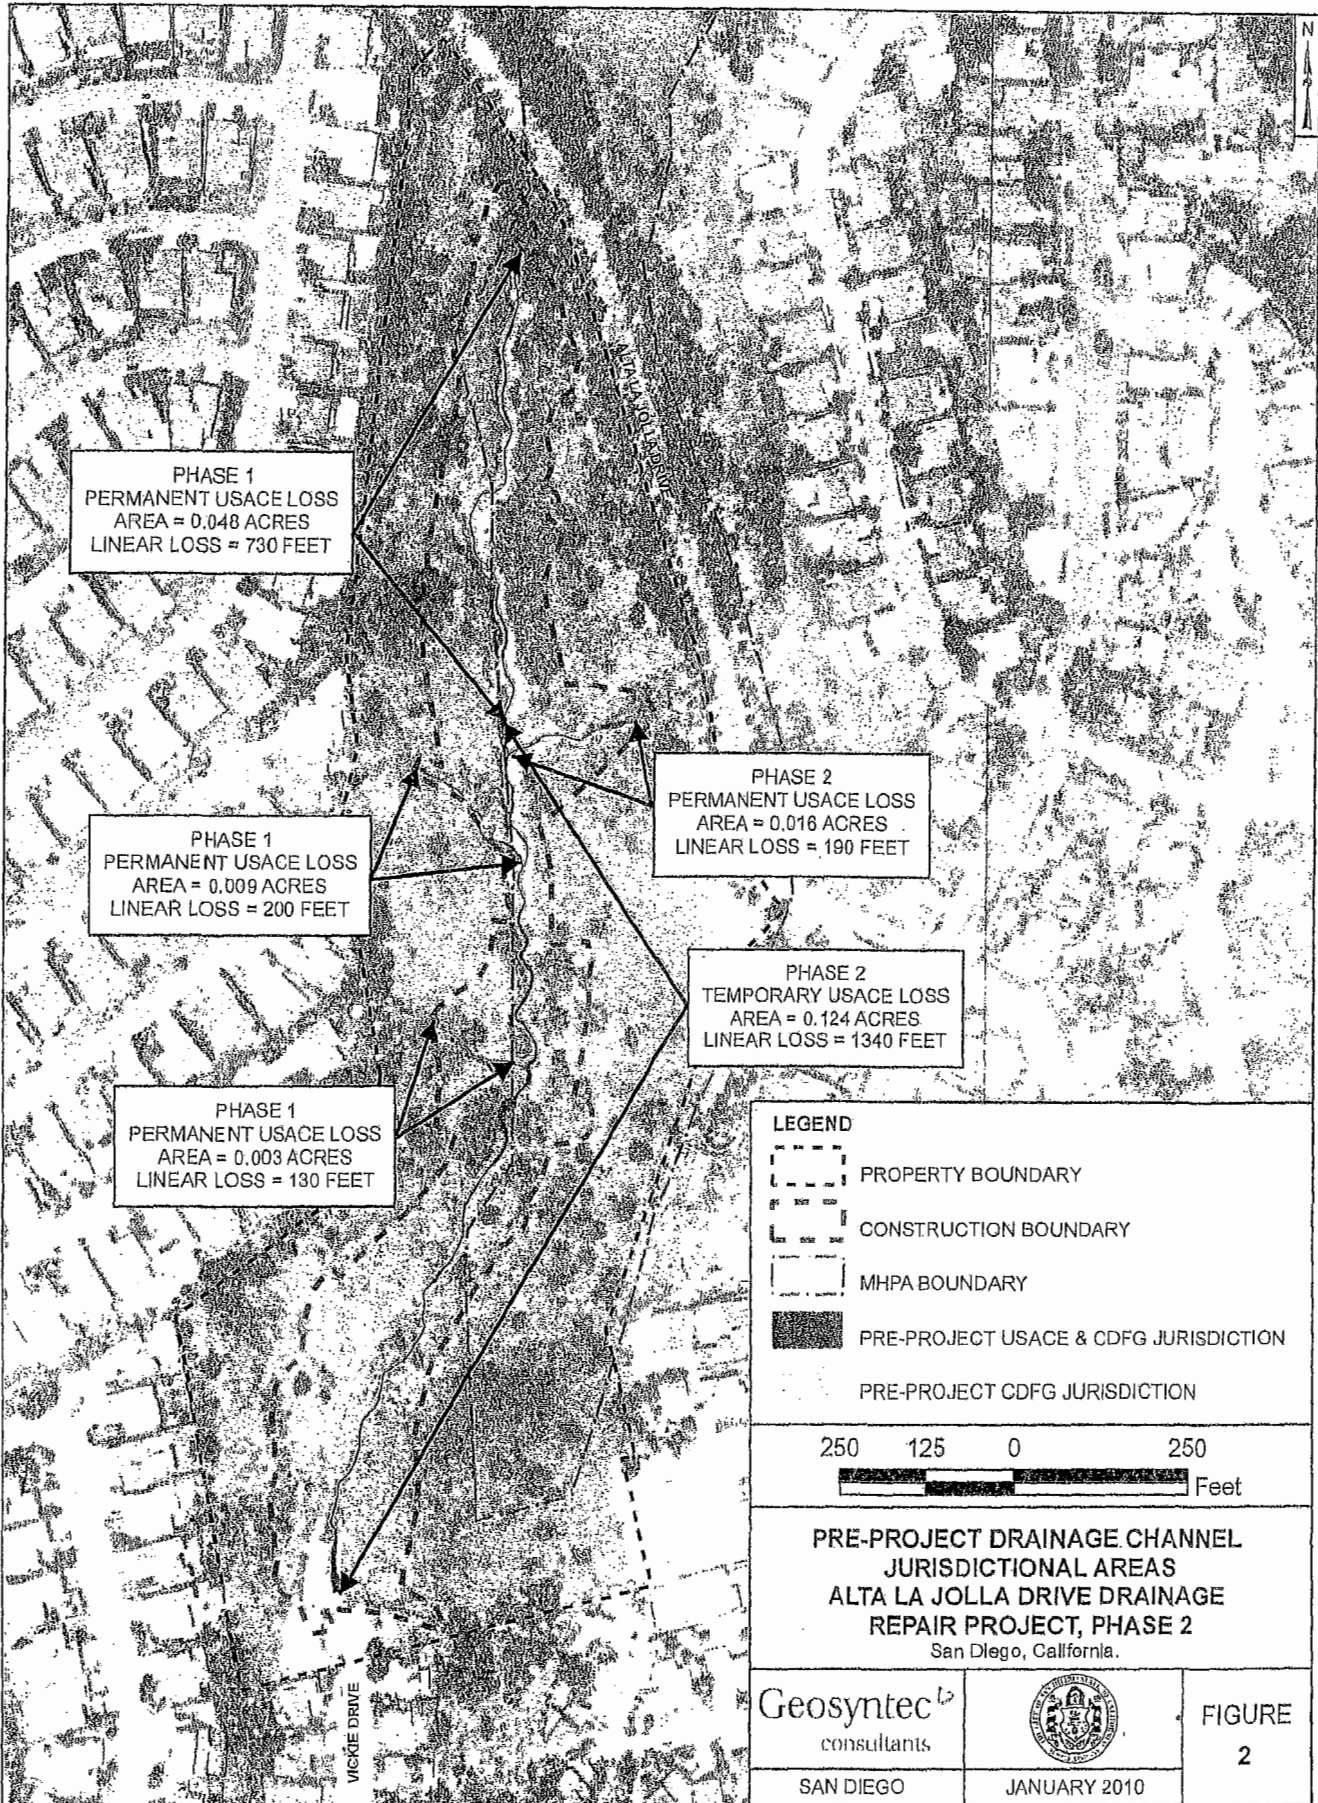 N
ALTA LA JOLLA DRIVE
PHASE 1
PERMANENT USACE LOSS
AREA = 0.048 ACRES
LINEAR LOSS = 730 FEET
PHASE 2
PERMANENT USACE LOSS
AREA = 0.016 ACRES
LINEAR LOSS = 190 FEET
PHASE 1
PERMANENT USACE LOSS
AREA = 0.009 ACRES
LINEAR LOSS = 200 FEET
PHASE 2
TEMPORARY USACE LOSS
AREA = 0.124 ACRES
LINEAR LOSS = 1340 FEET
PHASE 1
PERMANENT USACE LOSS
AREA = 0.003 ACRES
LINEAR LOSS = 130 FEET
LEGEND
PROPERTY BOUNDARY
CONSTRUCTION BOUNDARY
MHPA BOUNDARY
PRE-PROJECT USACE & CDFG JURISDICTION
PRE-PROJECT CDFG JURISDICTION
250 125 0 250
Feet
PRE-PROJECT DRAINAGE CHANNEL
JURISDICTIONAL AREAS
ALTA LA JOLLA DRIVE DRAINAGE
REPAIR PROJECT, PHASE 2
San Diego, California.
VICKIE DRIVE
Geosyntec
consultants
FIGURE
2
SAN DIEGO
JANUARY 2010